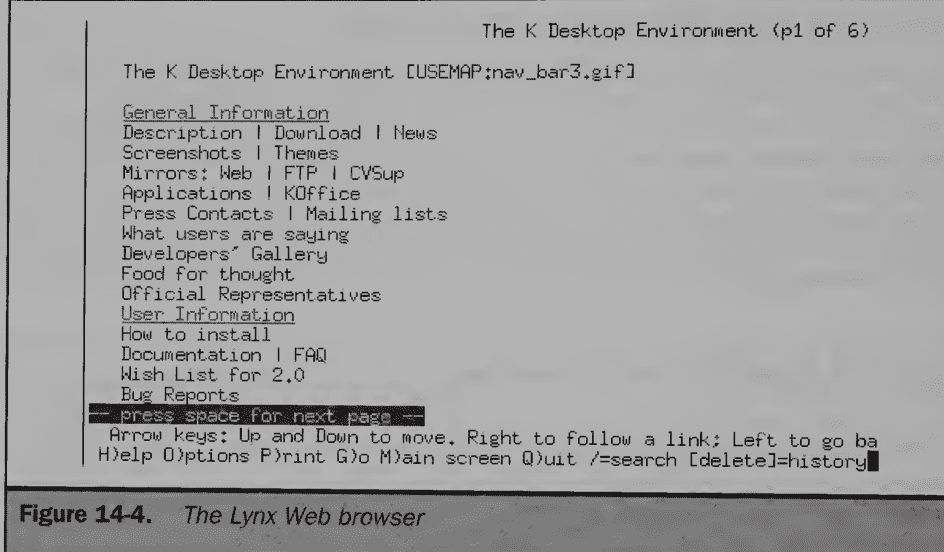 The K Desktop Environment (p1 of 6)
The K Desktop Environment [USEMAP:nav_bar3.gif]
General Information
Description | Download | News
Screenshots | Themes
Mirrors: Web | FTP | CVSup
Applications | KOffice
Press Contacts | Mailing lists
What users are saying
Developers´ Gallery
Food for thought
Official Representatives
User Information
How to install
Documentation | FAQ
Wish List for 2.0
Bug Reports
-- press space for next page --
Arrow keys: Up and Down to move. Right to follow a link; Left to go ba
H)elp O)ptions P)rint G)o M)ain screen Q)uit /=search [delete]=history
Figure 14-4. The Lynx Web browser